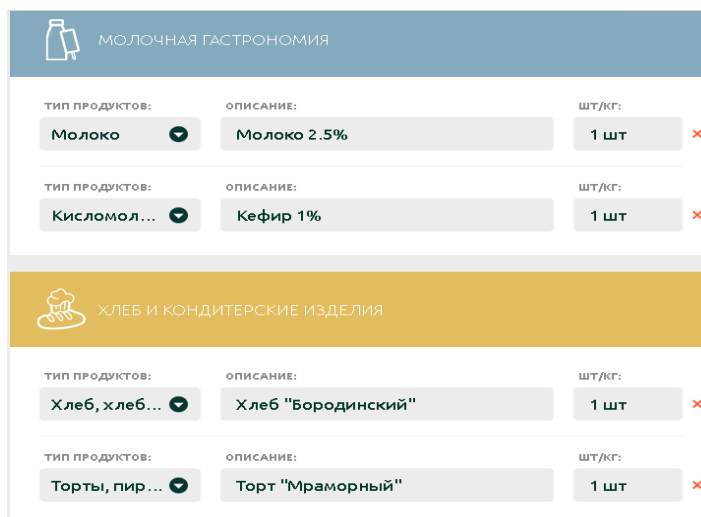 МОЛОЧНАЯ ГАСТРОНОМИЯ
ТИП ПРОДУКТОВ: ОПИСАНИЕ: ШТ/КГ:
Молоко Молоко 2.5% 1 шт
ТИП ПРОДУКТОВ: ОПИСАНИЕ: ШТ/КГ:
Кисломол... Кефир 1% 1 шт
ХЛЕБ И КОНДИТЕРСКИЕ ИЗДЕЛИЯ
ТИП ПРОДУКТОВ: ОПИСАНИЕ: ШТ/КГ:
Хлеб, хлеб... Хлеб "Бородинский" 1 шт
ТИП ПРОДУКТОВ: ОПИСАНИЕ: ШТ/КГ:
Торты, пир... Торт "Мраморный" 1 шт